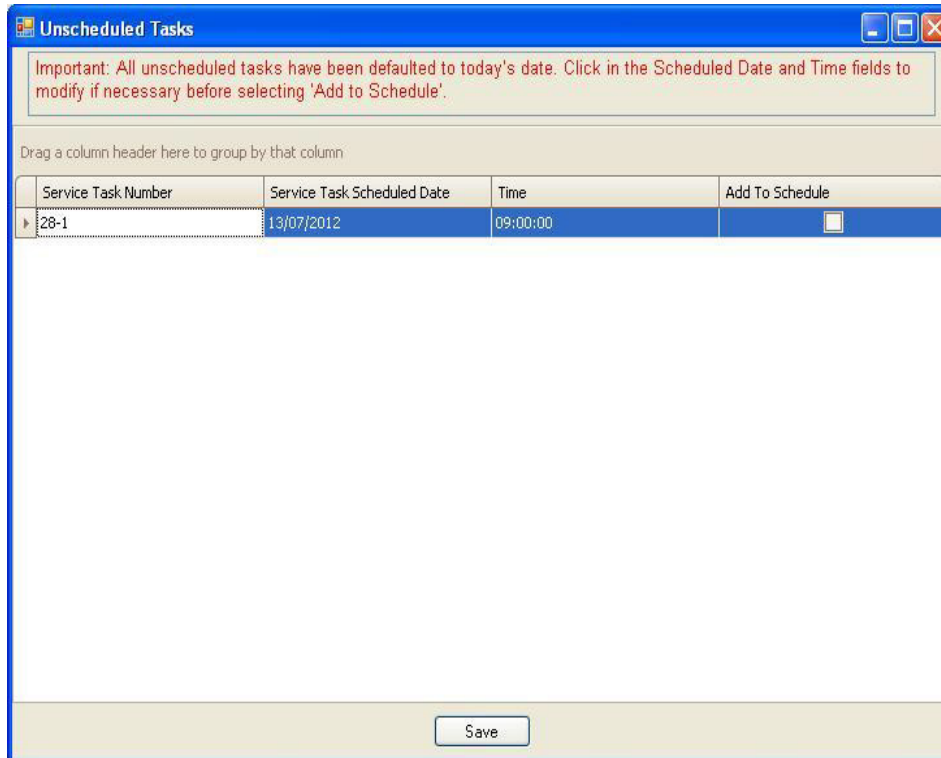 Unscheduled Tasks
Important: All unscheduled tasks have been defaulted to today's date. Click in the Scheduled Date and Time fields to
modify if necessary before selecting 'Add to Schedule'.
Drag a column header here to group by that column
Service Task Number Service Task Scheduled Date Time Add To Schedule
28-1 13/07/2012 09:00:00
Save